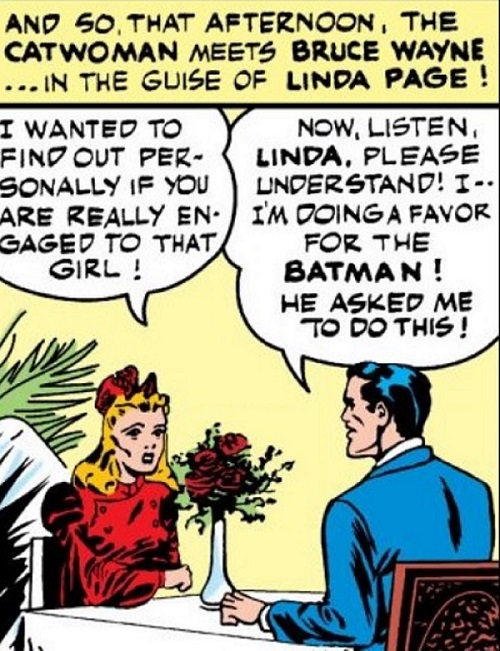 AND SO, THAT AFTERNOON, THE
CATWOMAN MEETS BRUCE WAYNE
...IN THE GUISE OF LINDA PAGE!
I WANTED TO
FIND OUT PER-
SONALLY IF YOU
ARE REALLY EN-
GAGED TO THAT
GIRL!
NOW, LISTEN,
LINDA, PLEASE
UNDERSTAND! I--
I'M DOING A FAVOR
FOR THE
BATMAN!
HE ASKED ME
TO DO THIS!